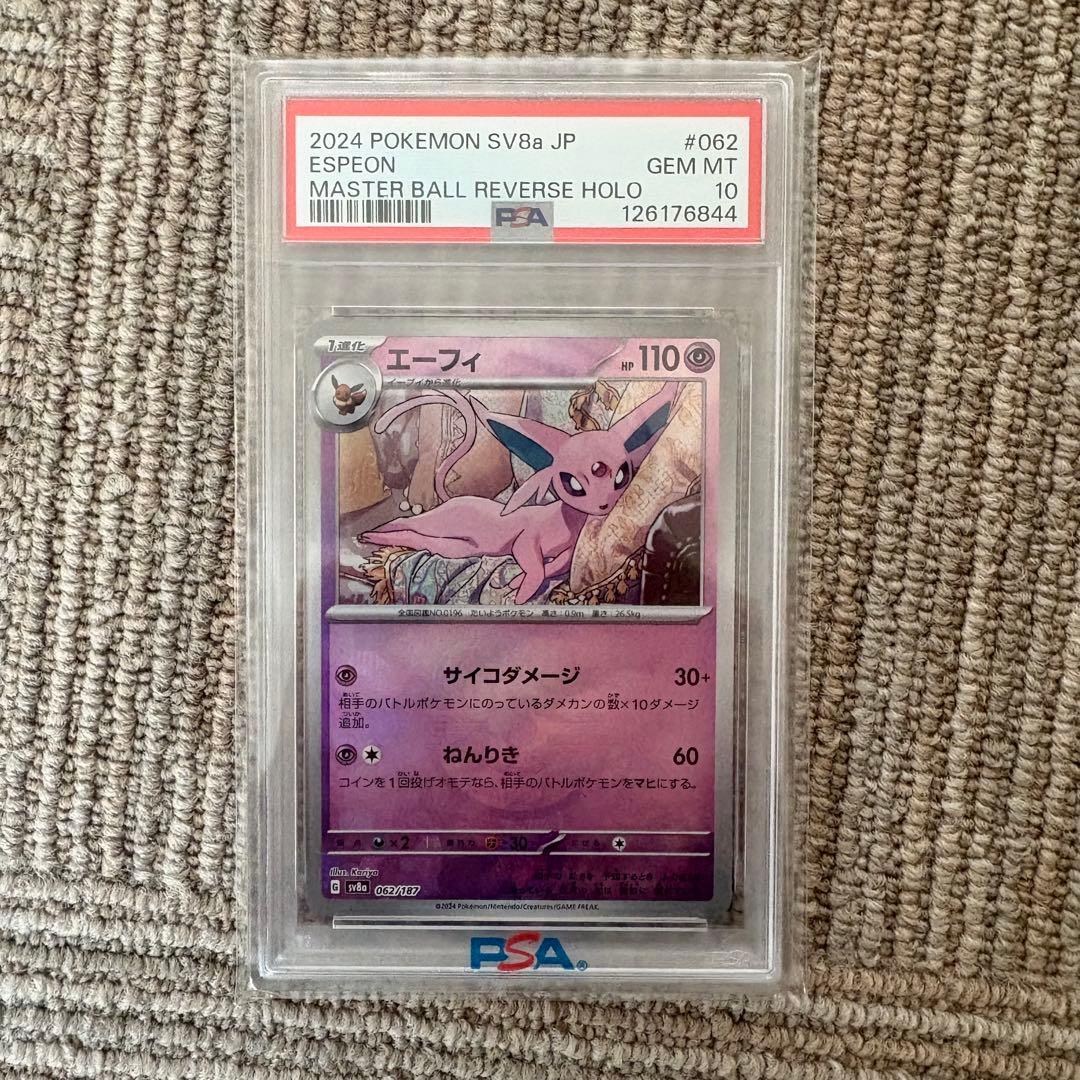 2024 POKEMON SV8a JP #062
ESPEON GEM MT
MASTER BALL REVERSE HOLO 10
PSA 126176844
1進化
エーフィ HP 110
イーブイから進化
全国図鑑NO.0196 たいようポケモン 高さ:0.9m 重さ:26.5kg
サイコダメージ 30+
相手のバトルポケモンにのっているダメカンの数×10ダメージ
追加。
ねんりき 60
コインを1回投げオモテなら、相手のバトルポケモンをマヒにする。
×2 -30 にげる
Illus. Kariya
G sv8a 062/187
©2024 Pokémon/Nintendo/Creatures/GAME FREAK.
PSA®